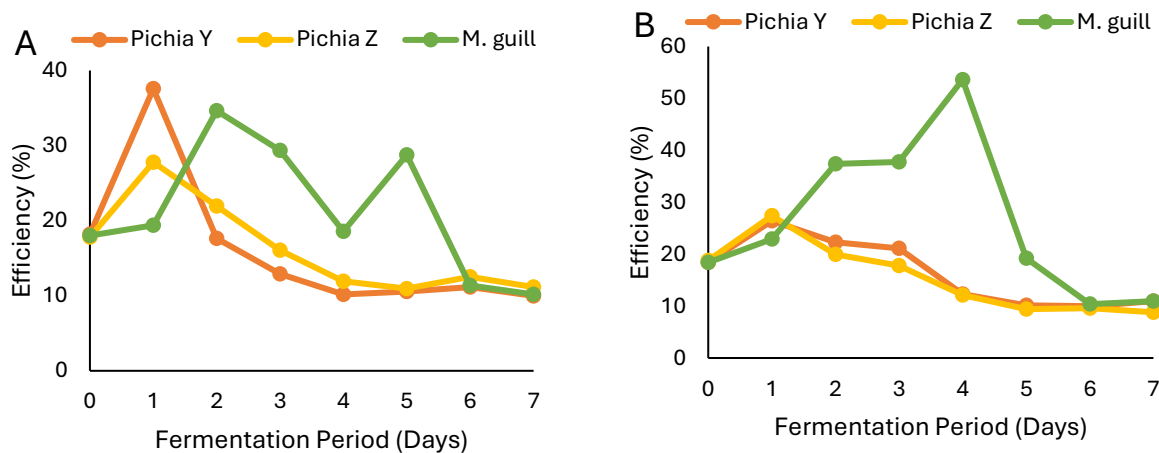 A
Pichia Y Pichia Z M. guill
40
30
20
10
0
Efficiency (%)
0 1 2 3 4 5 6 7
Fermentation Period (Days)
B
Pichia Y Pichia Z M. guill
60
50
40
30
20
10
0
Efficiency (%)
0 1 2 3 4 5 6 7
Fermentation Period (Days)